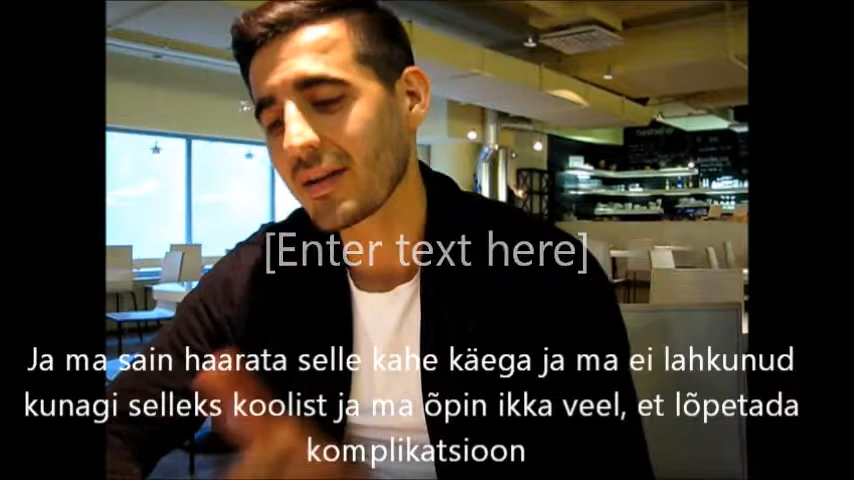 [Enter text here]
Ja ma sain haarata selle kahe käega ja ma ei lahkunud
kunagi selleks koolist ja ma õpin ikka veel, et lõpetada
komplikatsioon